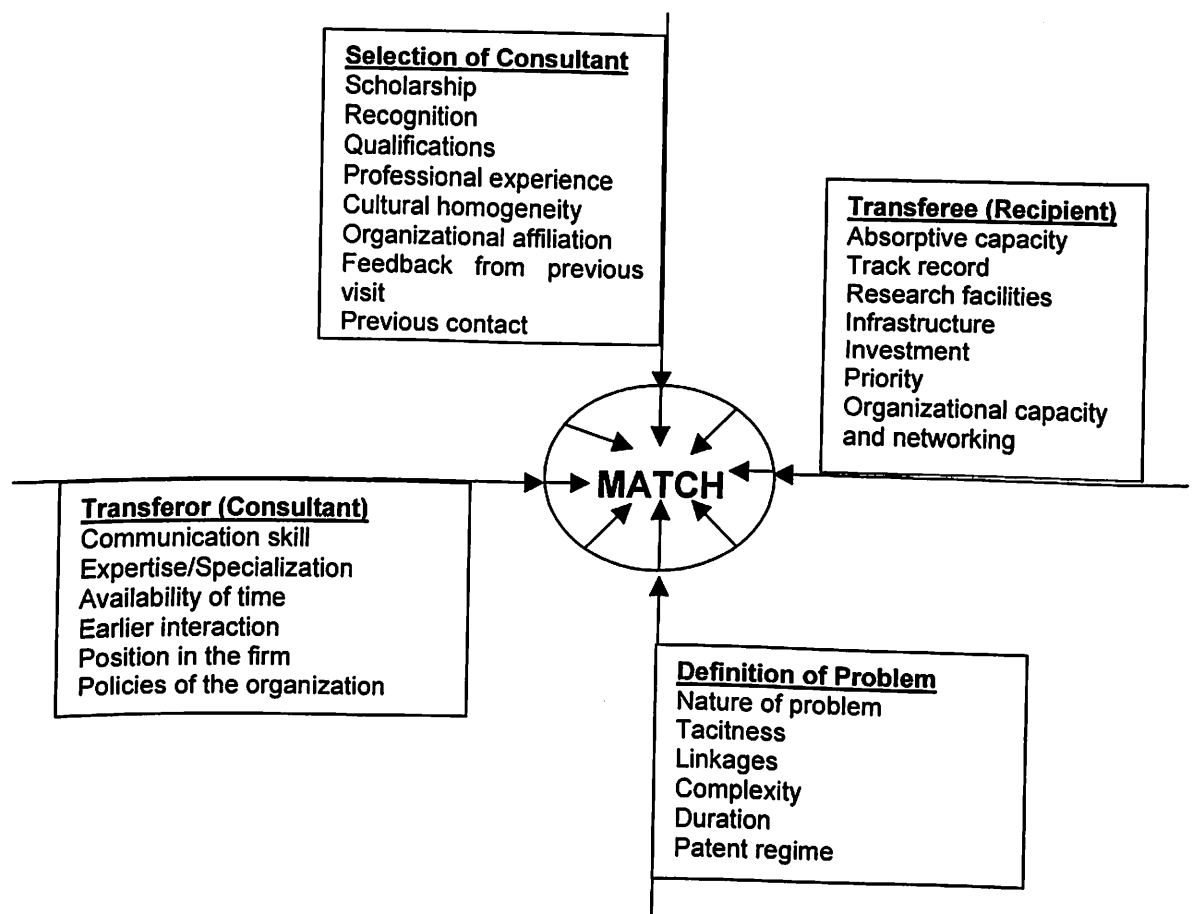 Selection of Consultant
Scholarship
Recognition
Qualifications
Professional experience
Cultural homogeneity
Organizational affiliation
Feedback from previous
visit
Previous contact
Transferee (Recipient)
Absorptive capacity
Track record
Research facilities
Infrastructure
Investment
Priority
Organizational capacity
and networking
MATCH
Transferor (Consultant)
Communication skill
Expertise/Specialization
Availability of time
Earlier interaction
Position in the firm
Policies of the organization
Definition of Problem
Nature of problem
Tacitness
Linkages
Complexity
Duration
Patent regime